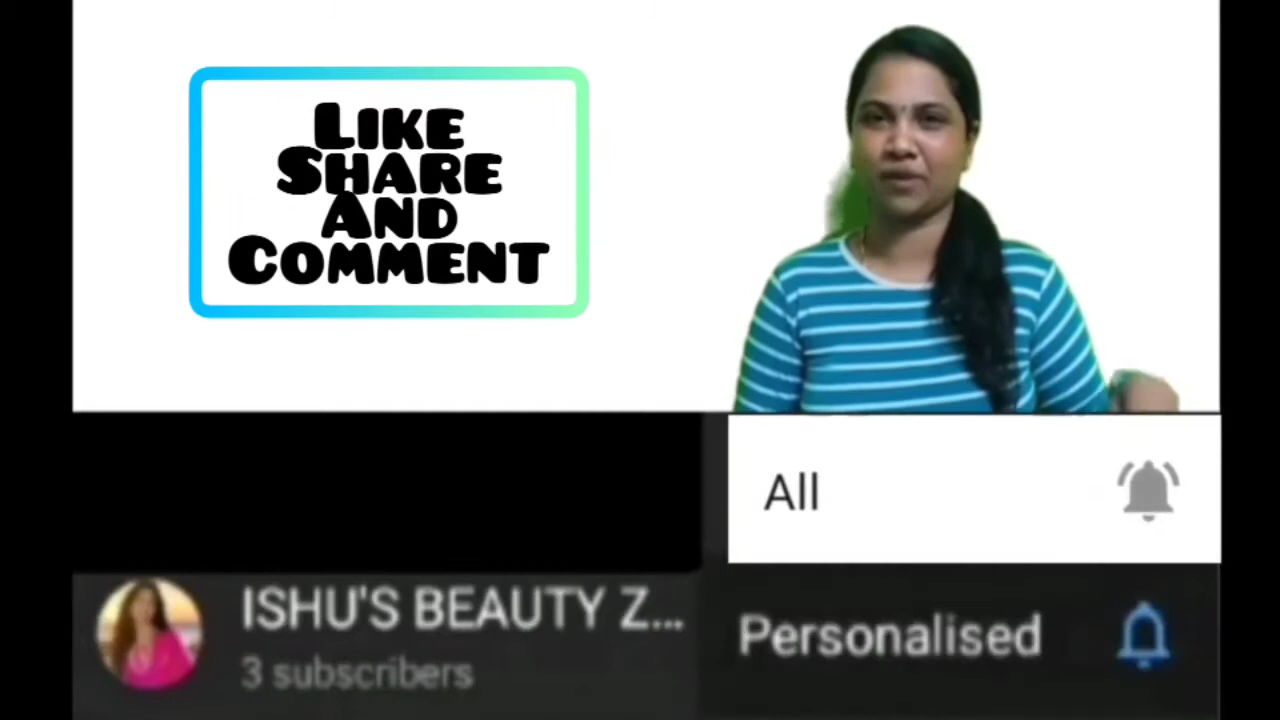 LIKE
SHARE
AND
COMMENT
All
ISHU'S BEAUTY Z...
3 subscribers
Personalised